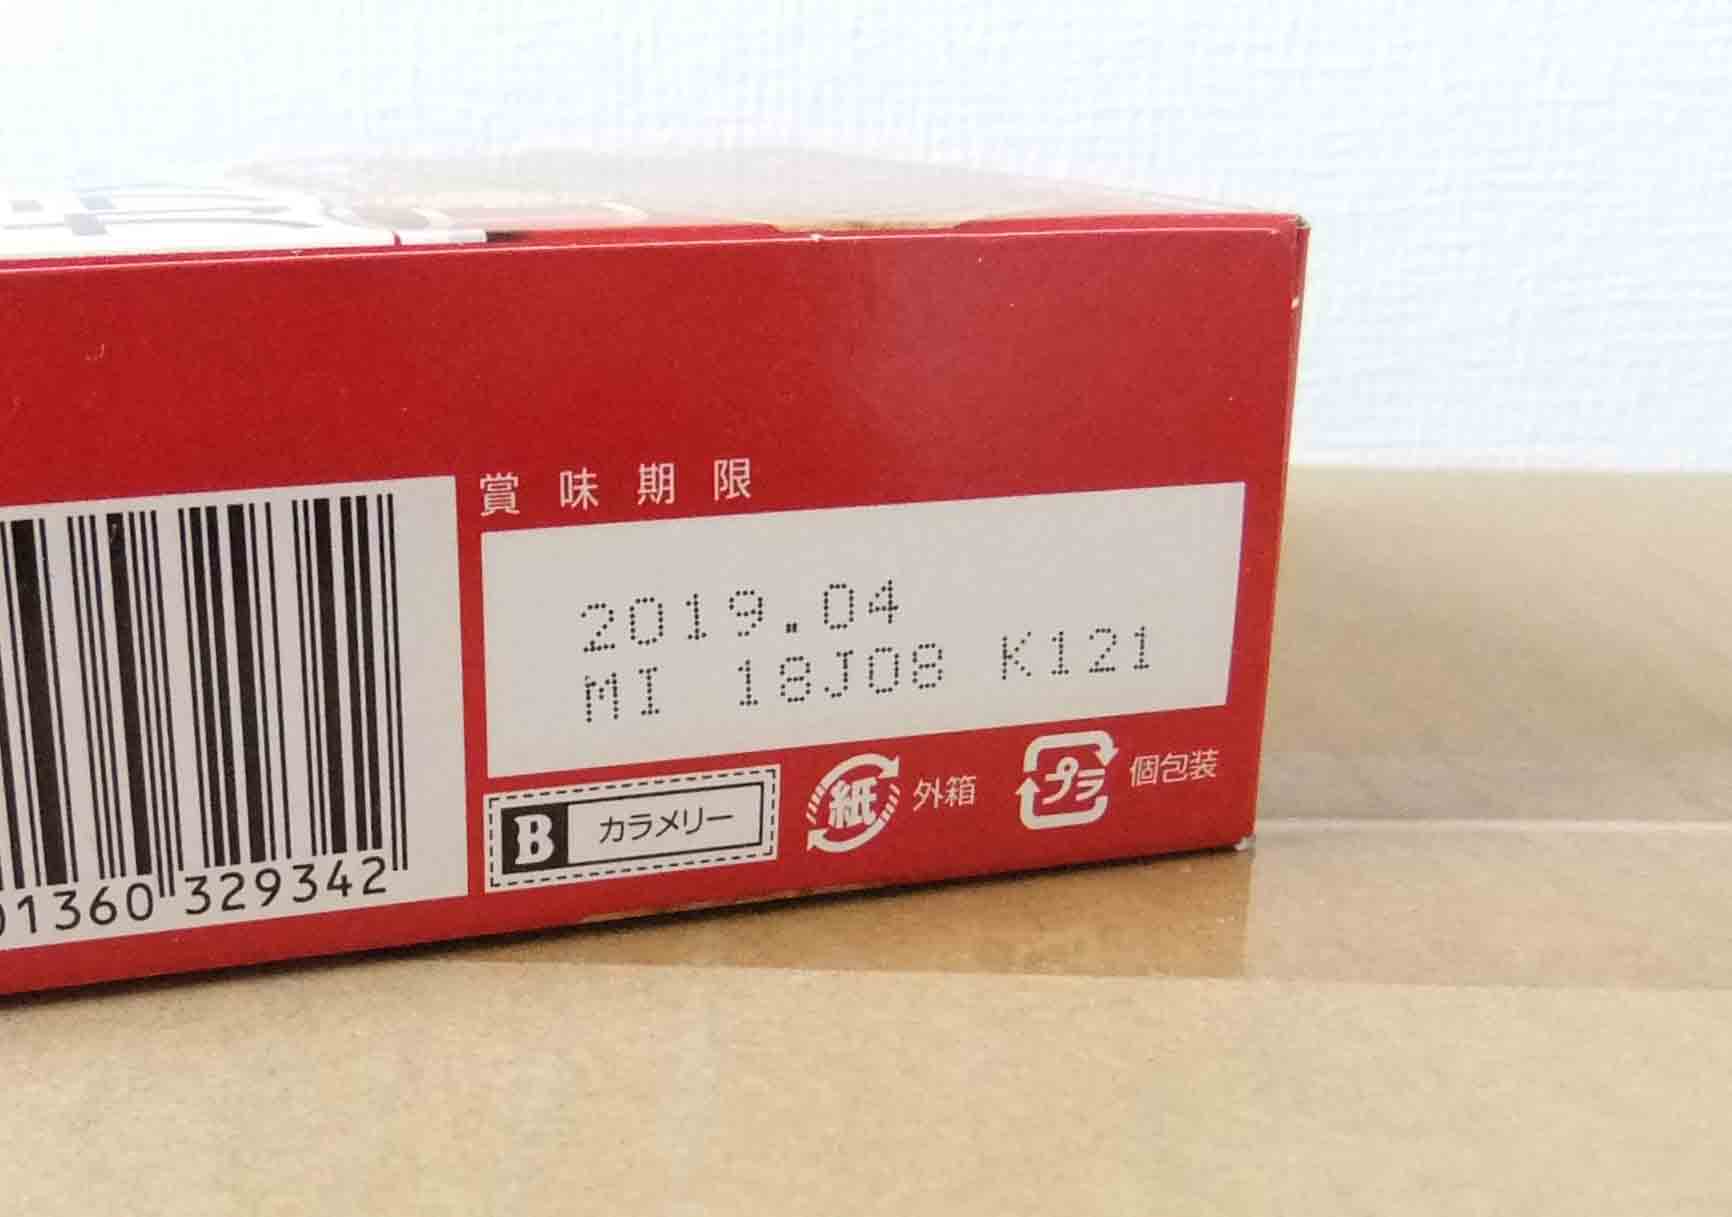 賞味期限
2019.04
MI 18J08 K121
01360 329342
B カラメリー
紙 外箱
プラ 個包装